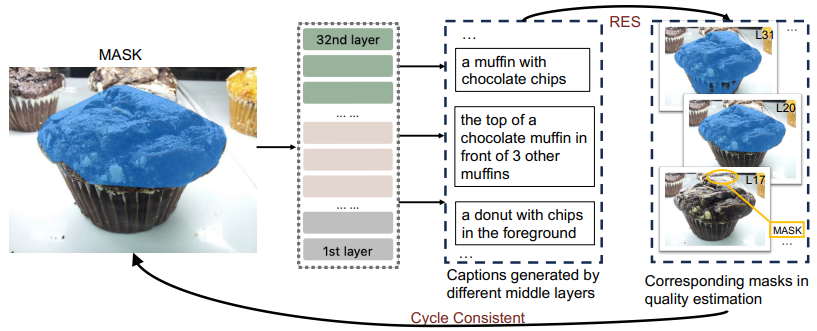 RES
MASK
32nd layer
... ...
... ...
1st layer
...
a muffin with
chocolate chips
the top of a
chocolate muffin in
front of 3 other
muffins
a donut with chips
in the foreground
...
Captions generated by
different middle layers
L31
...
L20
L17
MASK
...
Corresponding masks in
quality estimation
Cycle Consistent